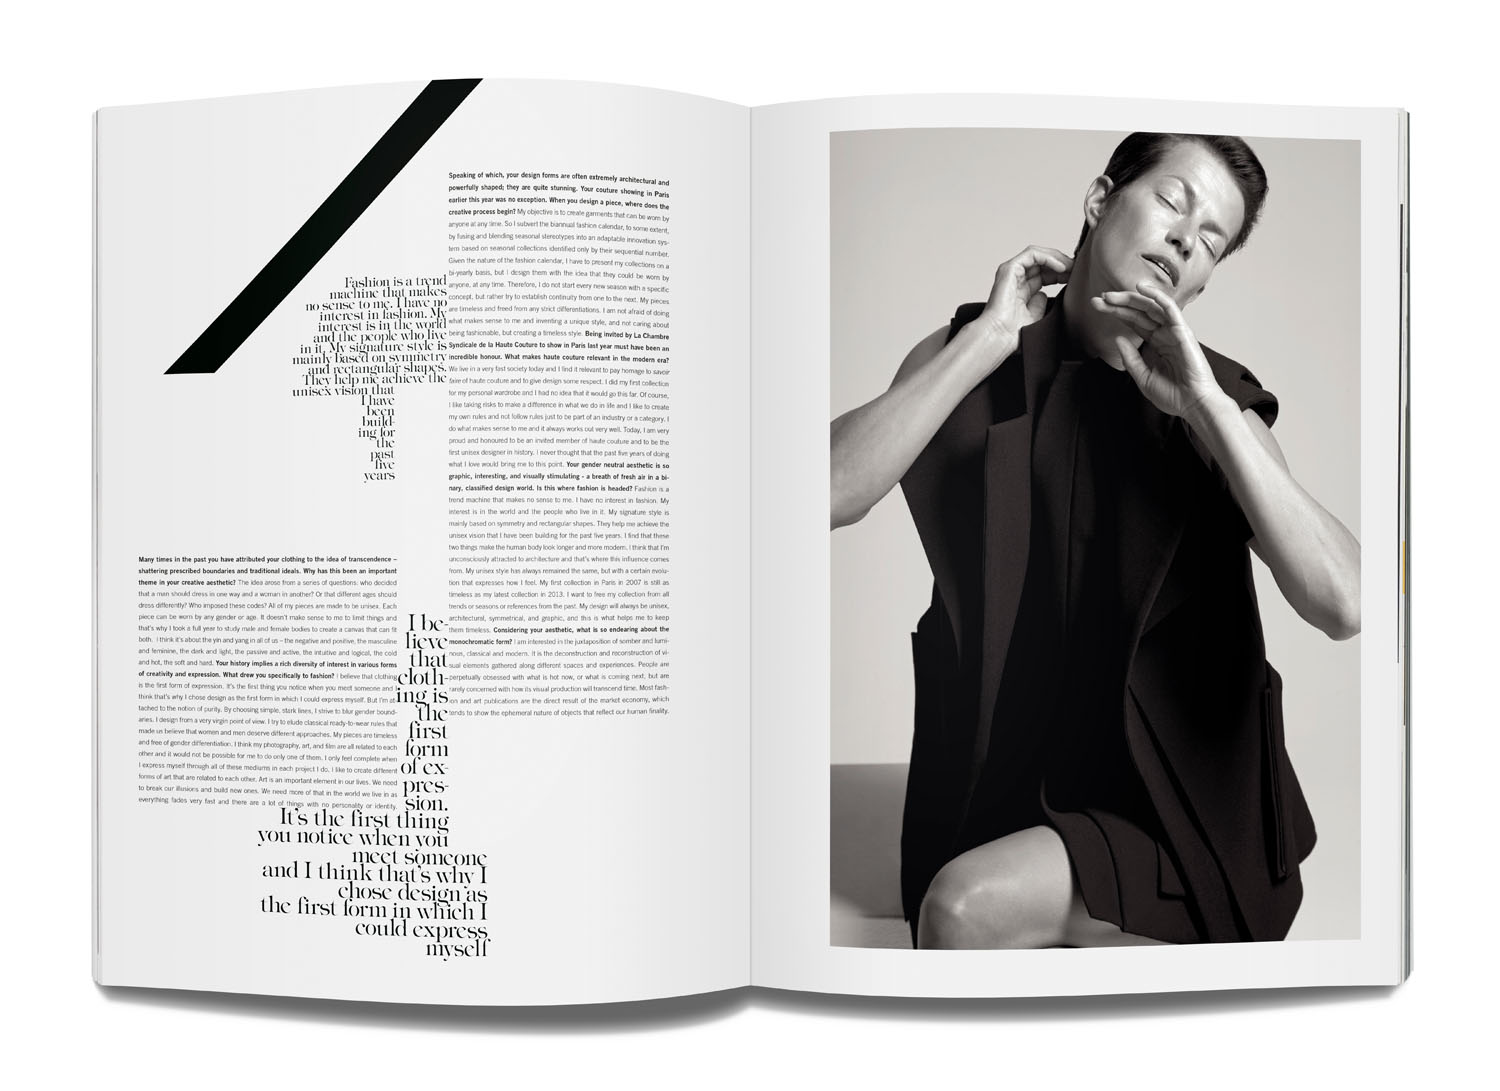 Fashion is a trend
machine that makes
no sense to me. I have no
interest in fashion. My
interest is in the world
and the people who live
in it. My signature style is
mainly based on symmetry
and rectangular shapes.
They help me achieve the
unisex vision that
I have
been
build-
ing for
the
past
five
years
Many times in the past you have attributed your clothing to the idea of transcendence –
shattering prescribed boundaries and traditional ideals. Why has this been an important
theme in your creative aesthetic? The idea arose from a series of questions: who decided
that a man should dress in one way and a woman in another? Or that different ages should
dress differently? Who imposed these codes? All of my pieces are made to be unisex. Each
piece can be worn by any gender or age. It doesn't make sense to me to limit things and
that's why I took a full year to study male and female bodies to create a canvas that can fit
both. I think it's about the yin and yang in all of us – the negative and positive, the masculine
and feminine, the dark and light, the passive and active, the intuitive and logical, the cold
and hot, the soft and hard. Your history implies a rich diversity of interest in various forms
of creativity and expression. What drew you specifically to fashion? I believe that clothing
is the first form of expression. It's the first thing you notice when you meet someone and I
think that's why I chose design as the first form in which I could express myself. But I'm at-
tached to the notion of purity. By choosing simple, stark lines, I strive to blur gender bound-
aries. I design from a very virgin point of view. I try to elude classical ready-to-wear rules that
made us believe that women and men deserve different approaches. My pieces are timeless
and free of gender differentiation. I think my photography, art, and film are all related to each
other and it would not be possible for me to do only one of them. I only feel complete when
I express myself through all of these mediums in each project I do. I like to create different
forms of art that are related to each other. Art is an important element in our lives. We need
to break our illusions and build new ones. We need more of that in the world we live in as
everything fades very fast and there are a lot of things with no personality or identity.
I be-
lieve
that
cloth-
ing is
the
first
form
of ex-
pres-
sion.
It's the first thing
you notice when you
meet someone
and I think that's why I
chose design as
the first form in which I
could express
myself
Speaking of which, your design forms are often extremely architectural and
powerfully shaped; they are quite stunning. Your couture showing in Paris
earlier this year was no exception. When you design a piece, where does the
creative process begin? My objective is to create garments that can be worn by
anyone at any time. So I subvert the biannual fashion calendar, to some extent,
by fusing and blending seasonal stereotypes into an adaptable innovation sys-
tem based on seasonal collections identified only by their sequential number.
Given the nature of the fashion calendar, I have to present my collections on a
bi-yearly basis, but I design them with the idea that they could be worn by
anyone, at any time. Therefore, I do not start every new season with a specific
concept, but rather try to establish continuity from one to the next. My pieces
are timeless and freed from any strict differentiations. I am not afraid of doing
what makes sense to me and inventing a unique style, and not caring about
being fashionable, but creating a timeless style. Being invited by La Chambre
Syndicale de la Haute Couture to show in Paris last year must have been an
incredible honour. What makes haute couture relevant in the modern era?
We live in a very fast society today and I find it relevant to pay homage to savoir
faire of haute couture and to give design some respect. I did my first collection
for my personal wardrobe and I had no idea that it would go this far. Of course,
I like taking risks to make a difference in what we do in life and I like to create
my own rules and not follow rules just to be part of an industry or a category. I
do what makes sense to me and it always works out very well. Today, I am very
proud and honoured to be an invited member of haute couture and to be the
first unisex designer in history. I never thought that the past five years of doing
what I love would bring me to this point. Your gender neutral aesthetic is so
graphic, interesting, and visually stimulating - a breath of fresh air in a bi-
nary, classified design world. Is this where fashion is headed? Fashion is a
trend machine that makes no sense to me. I have no interest in fashion. My
interest is in the world and the people who live in it. My signature style is
mainly based on symmetry and rectangular shapes. They help me achieve the
unisex vision that I have been building for the past five years. I find that these
two things make the human body look longer and more modern. I think that I'm
unconsciously attracted to architecture and that's where this influence comes
from. My unisex style has always remained the same, but with a certain evolu-
tion that expresses how I feel. My first collection in Paris in 2007 is still as
timeless as my latest collection in 2013. I want to free my collection from all
trends or seasons or references from the past. My design will always be unisex,
architectural, symmetrical, and graphic, and this is what helps me to keep
them timeless. Considering your aesthetic, what is so endearing about the
monochromatic form? I am interested in the juxtaposition of somber and lumi-
nous, classical and modern. It is the deconstruction and reconstruction of vi-
sual elements gathered along different spaces and experiences. People are
perpetually obsessed with what is hot now, or what is coming next, but are
rarely concerned with how its visual production will transcend time. Most fash-
ion and art publications are the direct result of the market economy, which
tends to show the ephemeral nature of objects that reflect our human finality.